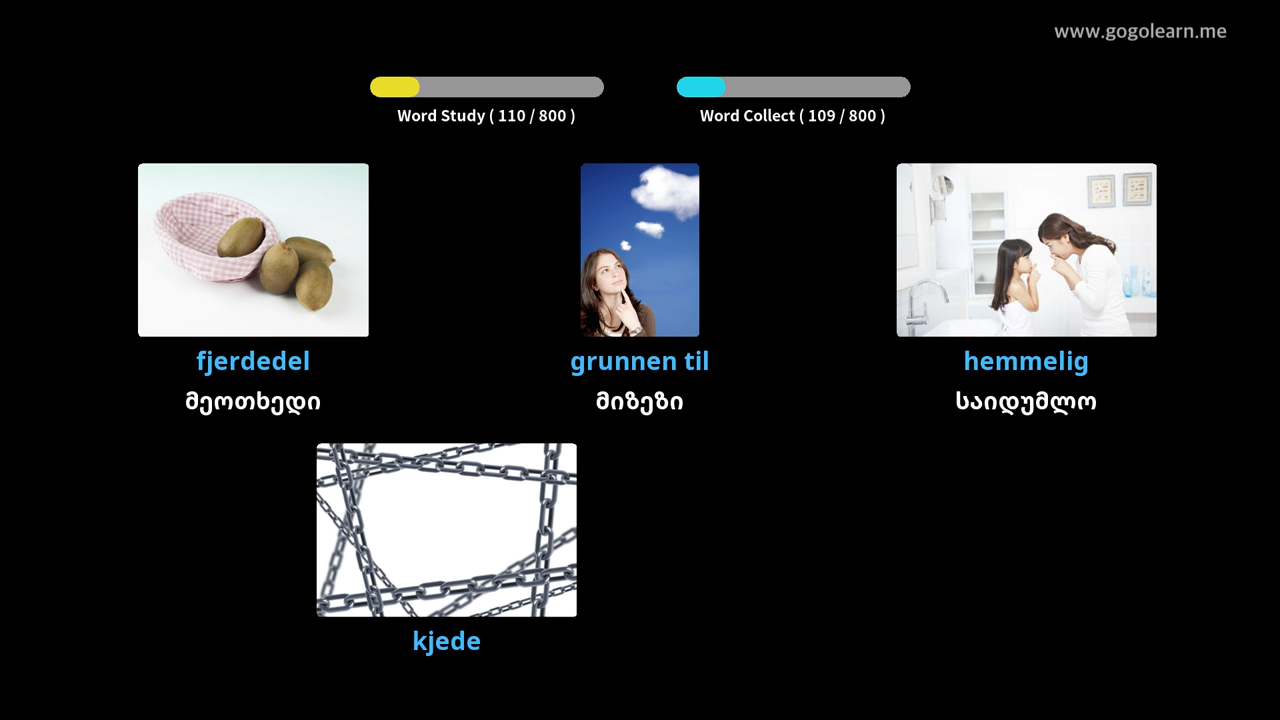 www.gogolearn.me
Word Study ( 110 / 800 )
Word Collect ( 109 / 800 )
fjerdedel
grunnen til
hemmelig
მეოთხედი
მიზეზი
საიდუმლო
kjede